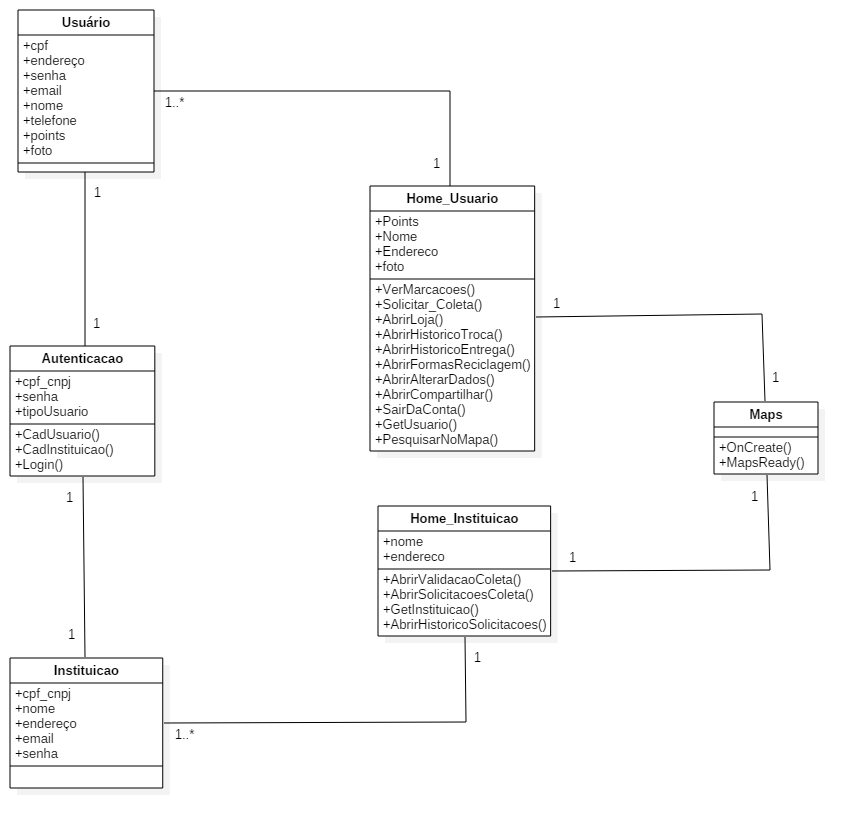 Usuário
+cpf
+endereço
+senha
+email
+nome
+telefone
+points
+foto
1..*
1
1
1
Home_Usuario
+Points
+Nome
+Endereco
+foto
+VerMarcacoes()
+Solicitar_Coleta()
+AbrirLoja()
+AbrirHistoricoTroca()
+AbrirHistoricoEntrega()
+AbrirFormasReciclagem()
+AbrirAlterarDados()
+AbrirCompartilhar()
+SairDaConta()
+GetUsuario()
+PesquisarNoMapa()
1
1
Autenticacao
+cpf_cnpj
+senha
+tipoUsuario
+CadUsuario()
+CadInstituicao()
+Login()
1
1
Maps
+OnCreate()
+MapsReady()
1
Home_Instituicao
+nome
+endereco
+AbrirValidacaoColeta()
+AbrirSolicitacoesColeta()
+GetInstituicao()
+AbrirHistoricoSolicitacoes()
1
1
Instituicao
+cpf_cnpj
+nome
+endereço
+email
+senha
1..*